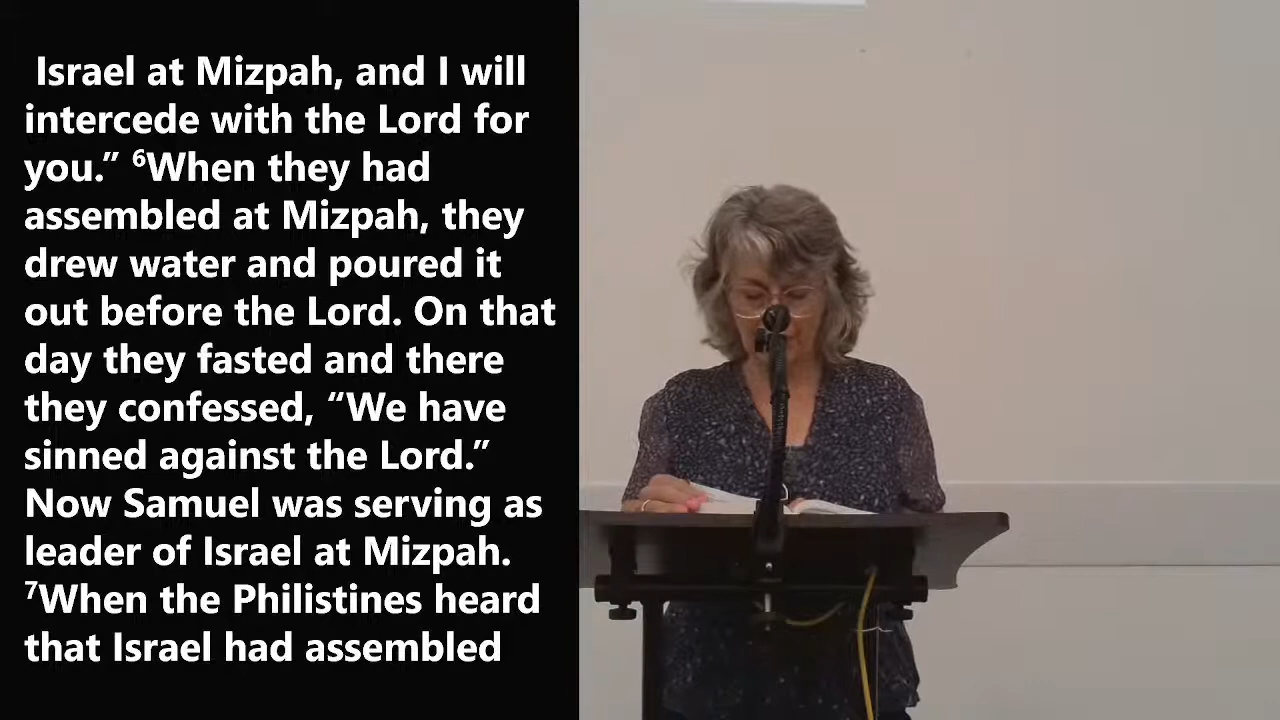 Israel at Mizpah, and I will
intercede with the Lord for
you.” ⁶When they had
assembled at Mizpah, they
drew water and poured it
out before the Lord. On that
day they fasted and there
they confessed, “We have
sinned against the Lord.”
Now Samuel was serving as
leader of Israel at Mizpah.
⁷When the Philistines heard
that Israel had assembled